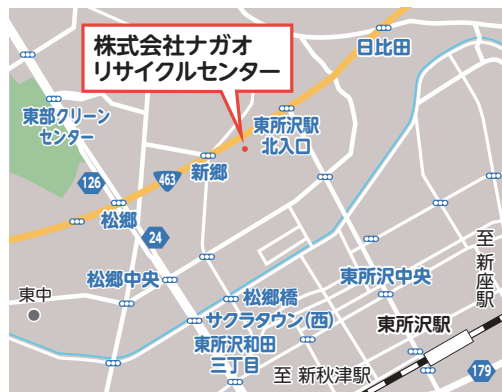 株式会社ナガオ
リサイクルセンター
日比田
東部クリーン
センター
東所沢駅
北入口
新郷
463
126
松郷
24
至 新座駅
松郷中央
東所沢中央
東中
松郷橋
サクラタウン(西)
東所沢駅
東所沢和田
三丁目
至 新秋津駅
179